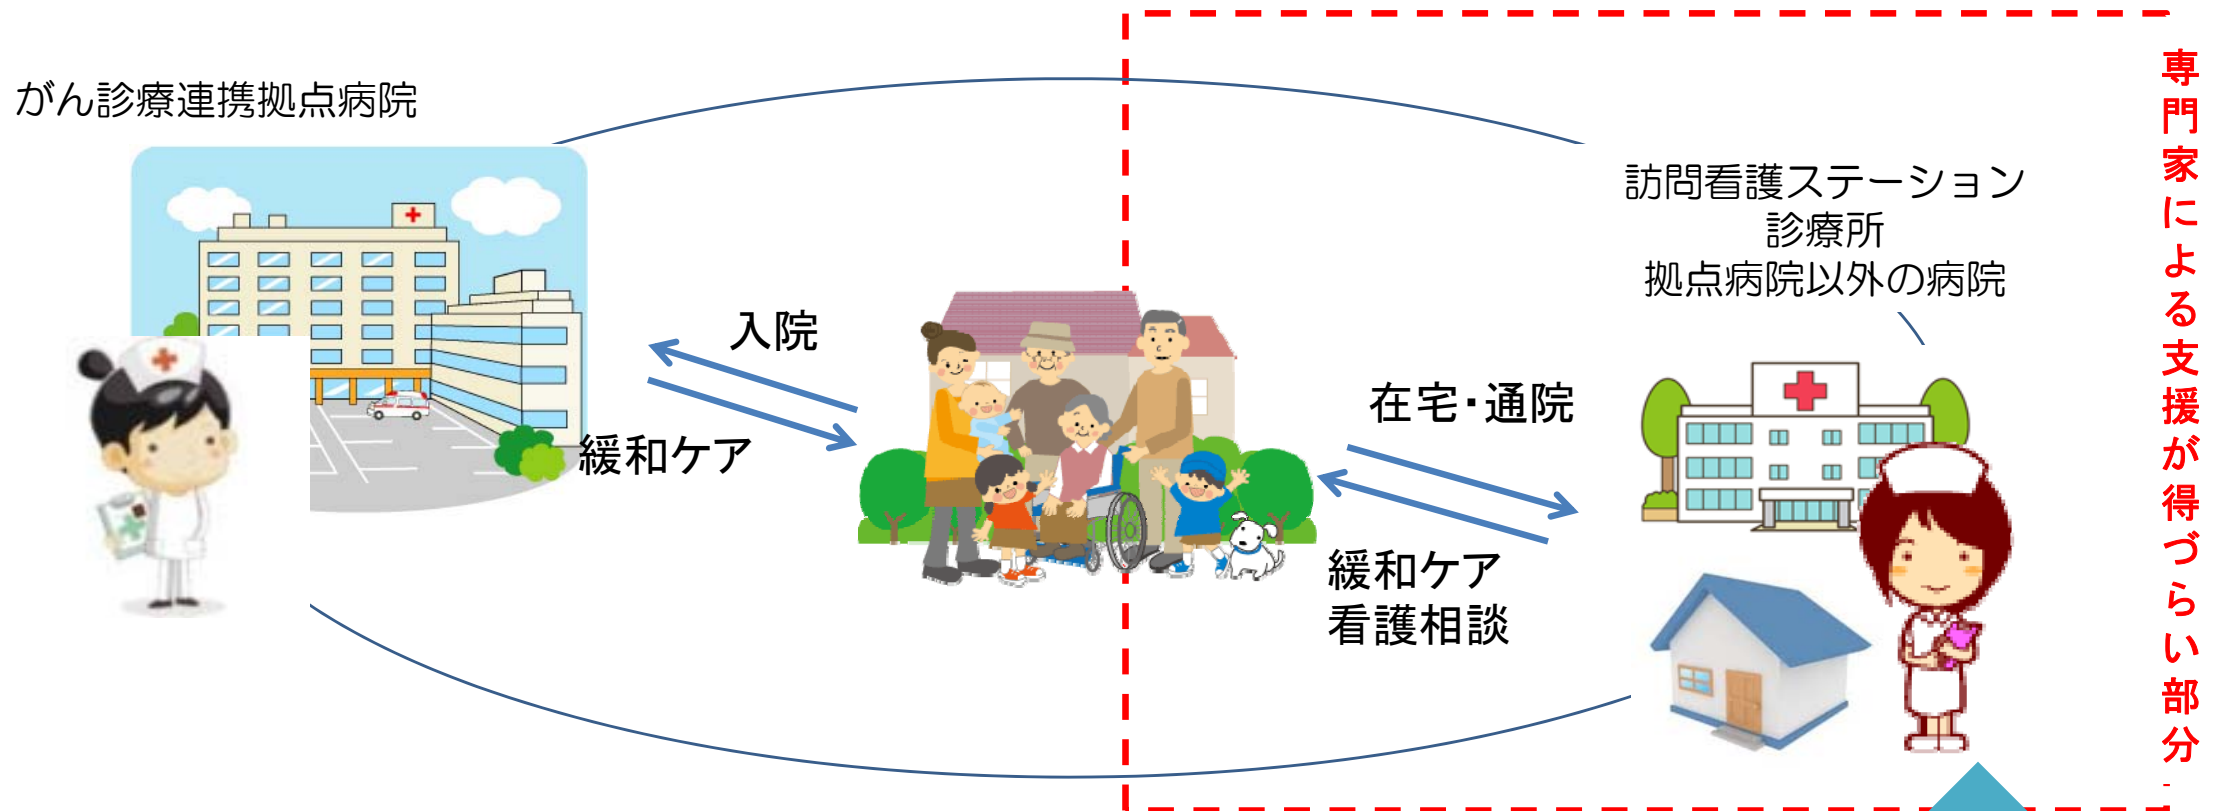 がん診療連携拠点病院
訪問看護ステーション
診療所
拠点病院以外の病院
入院
緩和ケア
在宅・通院
緩和ケア
看護相談
専門家による支援が得づらい部分